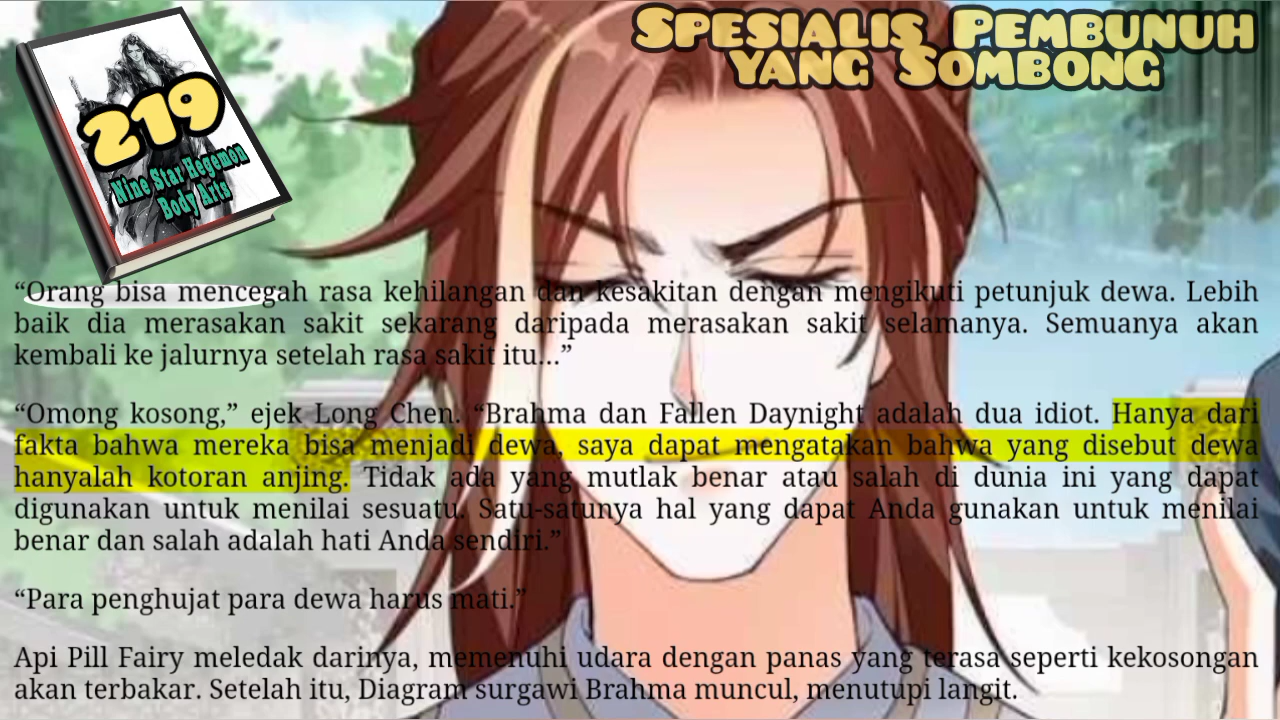 SPESIALIS PEMBUNUH
YANG SOMBONG
219
Nine Star Hegemon
Body Arts
“Orang bisa mencegah rasa kehilangan dan kesakitan dengan mengikuti petunjuk dewa. Lebih
baik dia merasakan sakit sekarang daripada merasakan sakit selamanya. Semuanya akan
kembali ke jalurnya setelah rasa sakit itu...”
“Omong kosong,” ejek Long Chen. “Brahma dan Fallen Daynight adalah dua idiot. Hanya dari
fakta bahwa mereka bisa menjadi dewa, saya dapat mengatakan bahwa yang disebut dewa
hanyalah kotoran anjing. Tidak ada yang mutlak benar atau salah di dunia ini yang dapat
digunakan untuk menilai sesuatu. Satu-satunya hal yang dapat Anda gunakan untuk menilai
benar dan salah adalah hati Anda sendiri.”
“Para penghujat para dewa harus mati.”
Api Pill Fairy meledak darinya, memenuhi udara dengan panas yang terasa seperti kekosongan
akan terbakar. Setelah itu, Diagram surgawi Brahma muncul, menutupi langit.